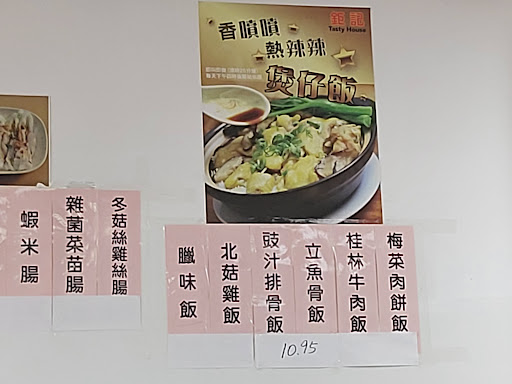 香噴噴
熱辣辣
煲仔飯
鉅記
Tasty House
蝦米腸
雜菌菜苗腸
冬菇絲雞絲腸
臘味飯
北菇雞飯
豉汁排骨飯
立魚骨飯
桂林牛肉飯
梅菜肉餅飯
10.95